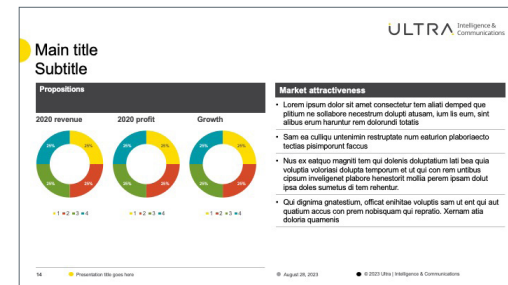 ULTRA Intelligence &
Communications
Main title
Subtitle
Propositions
2020 revenue
2020 profit
Growth
25% 25% 25% 25%
25% 25% 25% 25%
25% 25% 25% 25%
1 2 3 4
1 2 3 4
1 2 3 4
Market attractiveness
• Lorem ipsum dolor sit amet consectetur tem aliati demped que
plitium ne sollabore necestrum dolupti atusam, ium lis eum, sint
alibus erum haruntur rem dolorundi totatis
• Sam ea culliqu untenimin restruptate num eaturion plaboriaecto
tectias pisimporunt faccus
• Nus ex eatquo magniti tem qui dolenis doluptatium lati bea quia
voluptia voloriasi dolupta temporum et ut qui con rem untibus
cipsum inveligenet plabore henestorit mollia perem ipsam dolut
ipsa doles sumetus di tem rehentur.
• Qui dignima gnatestium, officat enihitae voluptis sam ut ent qui aut
quatium accus con prem nobisquam qui repratio. Xernam atia
doloria quamenis
14
Presentation title goes here
August 28, 2023
© 2023 Ultra | Intelligence & Communications